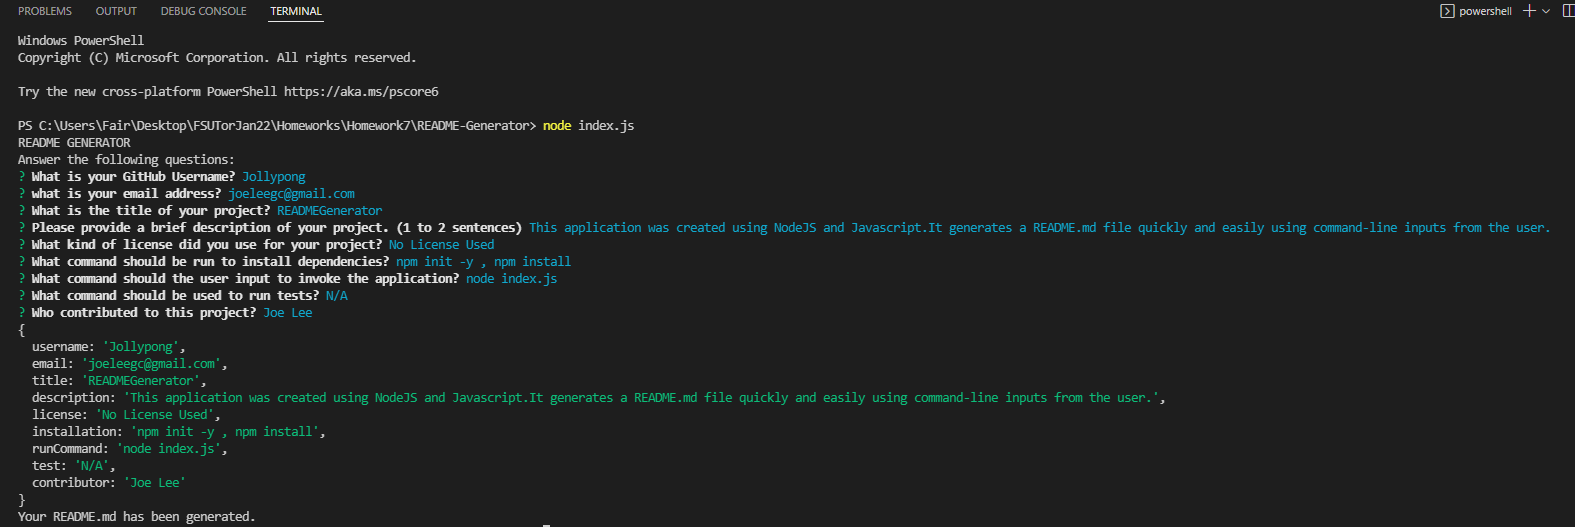 PROBLEMS OUTPUT DEBUG CONSOLE TERMINAL powershell
Windows PowerShell
Copyright (C) Microsoft Corporation. All rights reserved.
Try the new cross-platform PowerShell https://aka.ms/pscore6
PS C:\Users\Fair\Desktop\FSUTorJan22\Homeworks\Homework7\README-Generator> node index.js
README GENERATOR
Answer the following questions:
? What is your GitHub Username? Jollypong
? what is your email address? joeleegc@gmail.com
? What is the title of your project? READMEGenerator
? Please provide a brief description of your project. (1 to 2 sentences) This application was created using NodeJS and Javascript.It generates a README.md file quickly and easily using command-line inputs from the user.
? What kind of license did you use for your project? No License Used
? What command should be run to install dependencies? npm init -y , npm install
? What command should the user input to invoke the application? node index.js
? What command should be used to run tests? N/A
? Who contributed to this project? Joe Lee
{
  username: 'Jollypong',
  email: 'joeleegc@gmail.com',
  title: 'READMEGenerator',
  description: 'This application was created using NodeJS and Javascript.It generates a README.md file quickly and easily using command-line inputs from the user.',
  license: 'No License Used',
  installation: 'npm init -y , npm install',
  runCommand: 'node index.js',
  test: 'N/A',
  contributor: 'Joe Lee'
}
Your README.md has been generated.